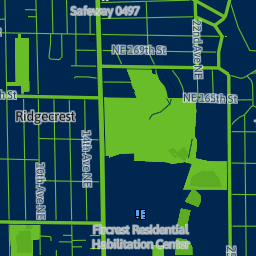 Safeway 0497
NE 169th St
22nd Ave NE
NE 165th St
h St
Ridgecrest
14th Ave NE
10th Ave NE
Fircrest Residential
Habilitation Center